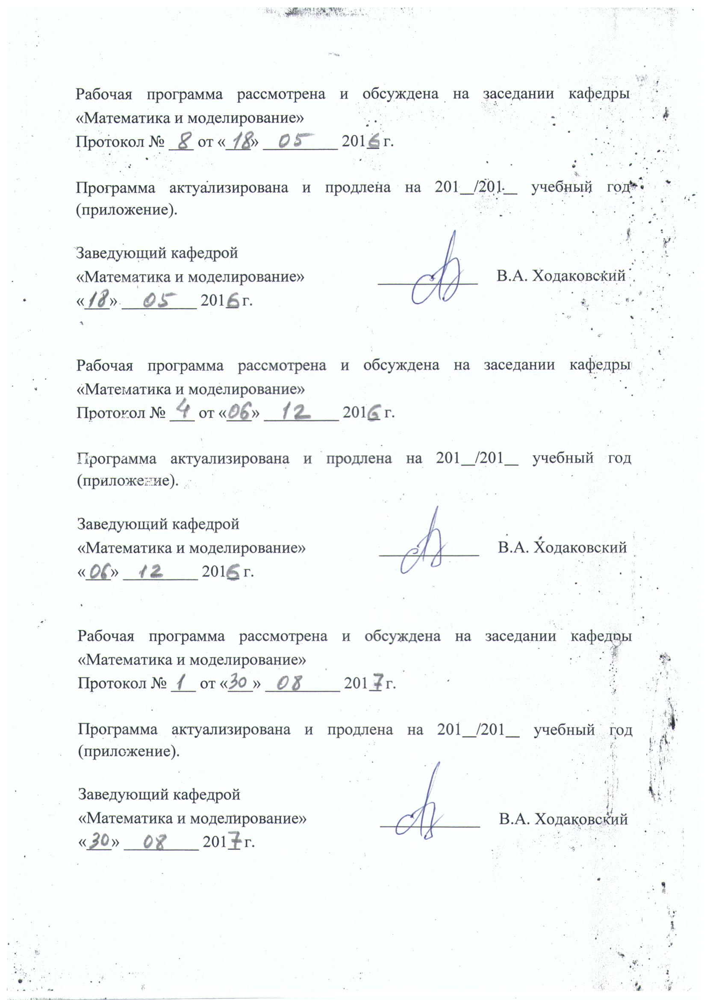 Рабочая программа рассмотрена и обсуждена на заседании кафедры
«Математика и моделирование»
Протокол № 8 от «18» 05 2016 г.
Программа актуализирована и продлена на 201__/201__ учебный год
(приложение).
Заведующий кафедрой
«Математика и моделирование» ____________ В.А. Ходаковский
«18» 05 2016 г.
Рабочая программа рассмотрена и обсуждена на заседании кафедры
«Математика и моделирование»
Протокол № 4 от «06» 12 2016 г.
Программа актуализирована и продлена на 201__/201__ учебный год
(приложение).
Заведующий кафедрой
«Математика и моделирование» ____________ В.А. Ходаковский
«06» 12 2016 г.
Рабочая программа рассмотрена и обсуждена на заседании кафедры
«Математика и моделирование»
Протокол № 1 от «30» 08 2017 г.
Программа актуализирована и продлена на 201__/201__ учебный год
(приложение).
Заведующий кафедрой
«Математика и моделирование» ____________ В.А. Ходаковский
«30» 08 2017 г.